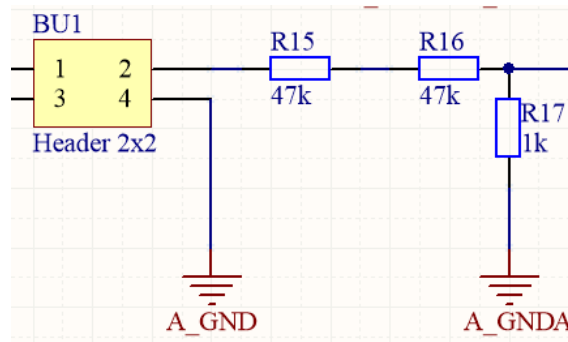 BU1
1 2
3 4
Header 2x2
R15
47k
R16
47k
R17
1k
A_GND
A_GNDA